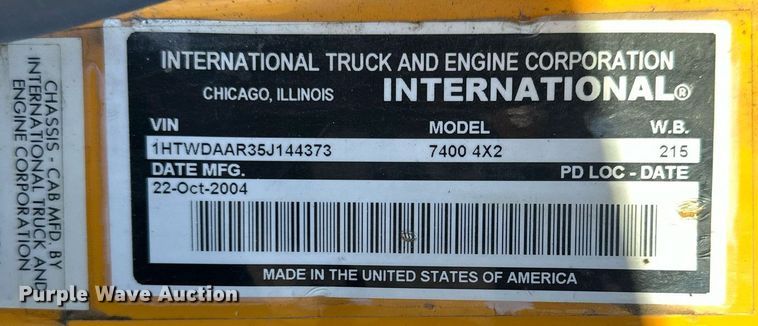 CHASSIS - CAB MFD. BY
INTERNATIONAL TRUCK AND
ENGINE CORPORATION
INTERNATIONAL TRUCK AND ENGINE CORPORATION
CHICAGO, ILLINOIS INTERNATIONAL®
VIN MODEL W.B.
1HTWDAAR35J144373 7400 4X2 215
DATE MFG. PD LOC - DATE
22-Oct-2004
MADE IN THE UNITED STATES OF AMERICA
Purple Wave Auction